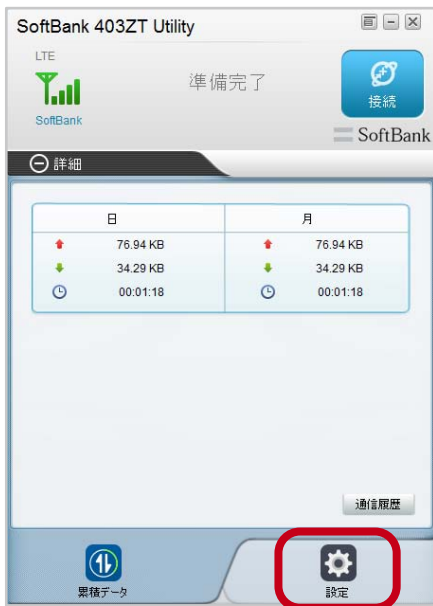 SoftBank 403ZT Utility
LTE
準備完了
接続
SoftBank
SoftBank
詳細
日 月
76.94 KB 76.94 KB
34.29 KB 34.29 KB
00:01:18 00:01:18
通信履歴
累積データ 設定